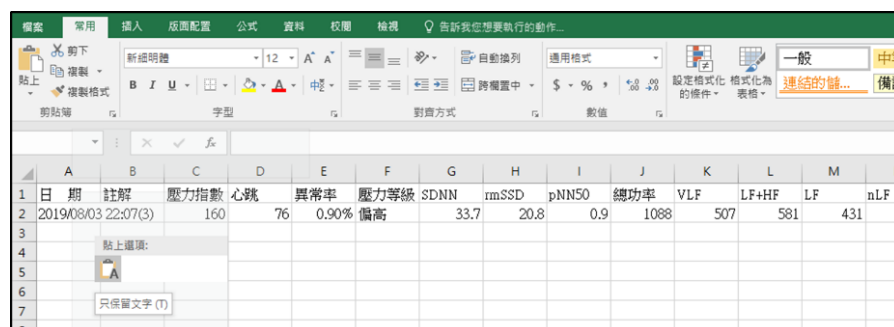 檔案 常用 插入 版面配置 公式 資料 校閱 檢視 告訴我您想要執行的動作...
剪下 新細明體 12 自動換列 通用格式 一般 中等
貼上 複製 B I U 跨欄置中 $ % 設定格式化的條件 格式化為表格 連結的儲... 備
複製格式
剪貼簿 字型 對齊方式 數值
fx
A B C D E F G H I J K L M
1 日 期 註解 壓力指數 心跳 異常率 壓力等級 SDNN rmSSD pNN50 總功率 VLF LF+HF LF nLF
2 2019/08/03 22:07(3) 160 76 0.90% 偏高 33.7 20.8 0.9 1088 507 581 431
3
4 貼上選項:
5 A
6 只保留文字 (T)
7